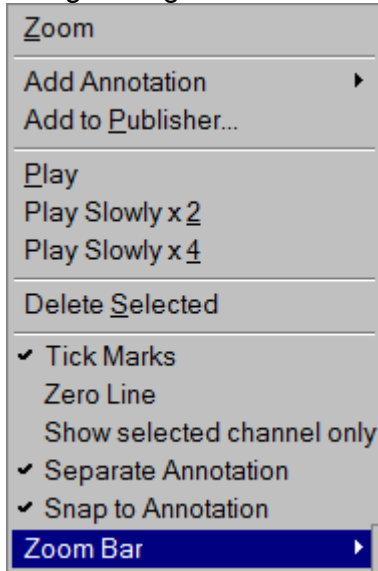 Zoom
Add Annotation
Add to Publisher...
Play
Play Slowly x 2
Play Slowly x 4
Delete Selected
Tick Marks
Zero Line
Show selected channel only
Separate Annotation
Snap to Annotation
Zoom Bar